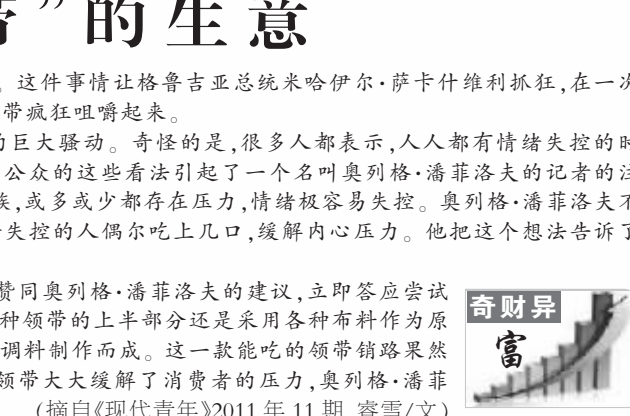 ”的生意
。这件事情让格鲁吉亚总统米哈伊尔·萨卡什维利抓狂,在一次
带疯狂咀嚼起来。
巨大骚动。奇怪的是,很多人都表示,人人都有情绪失控的时
公众的这些看法引起了一个名叫奥列格·潘菲洛夫的记者的注
族,或多或少都存在压力,情绪极容易失控。奥列格·潘菲洛夫不
失控的人偶尔吃上几口,缓解内心压力。他把这个想法告诉了
赞同奥列格·潘菲洛夫的建议,立即答应尝试
种领带的上半部分还是采用各种布料作为原
调料制作而成。这一款能吃的领带销路果然
领带大大缓解了消费者的压力,奥列格·潘菲
(摘自《现代青年》2011年11期 睿雪/文)
奇财异
富